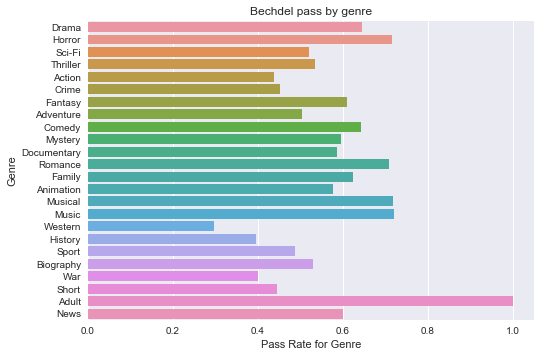 Bechdel pass by genre
Genre
Drama
Horror
Sci-Fi
Thriller
Action
Crime
Fantasy
Adventure
Comedy
Mystery
Documentary
Romance
Family
Animation
Musical
Music
Western
History
Sport
Biography
War
Short
Adult
News
0.0 0.2 0.4 0.6 0.8 1.0
Pass Rate for Genre